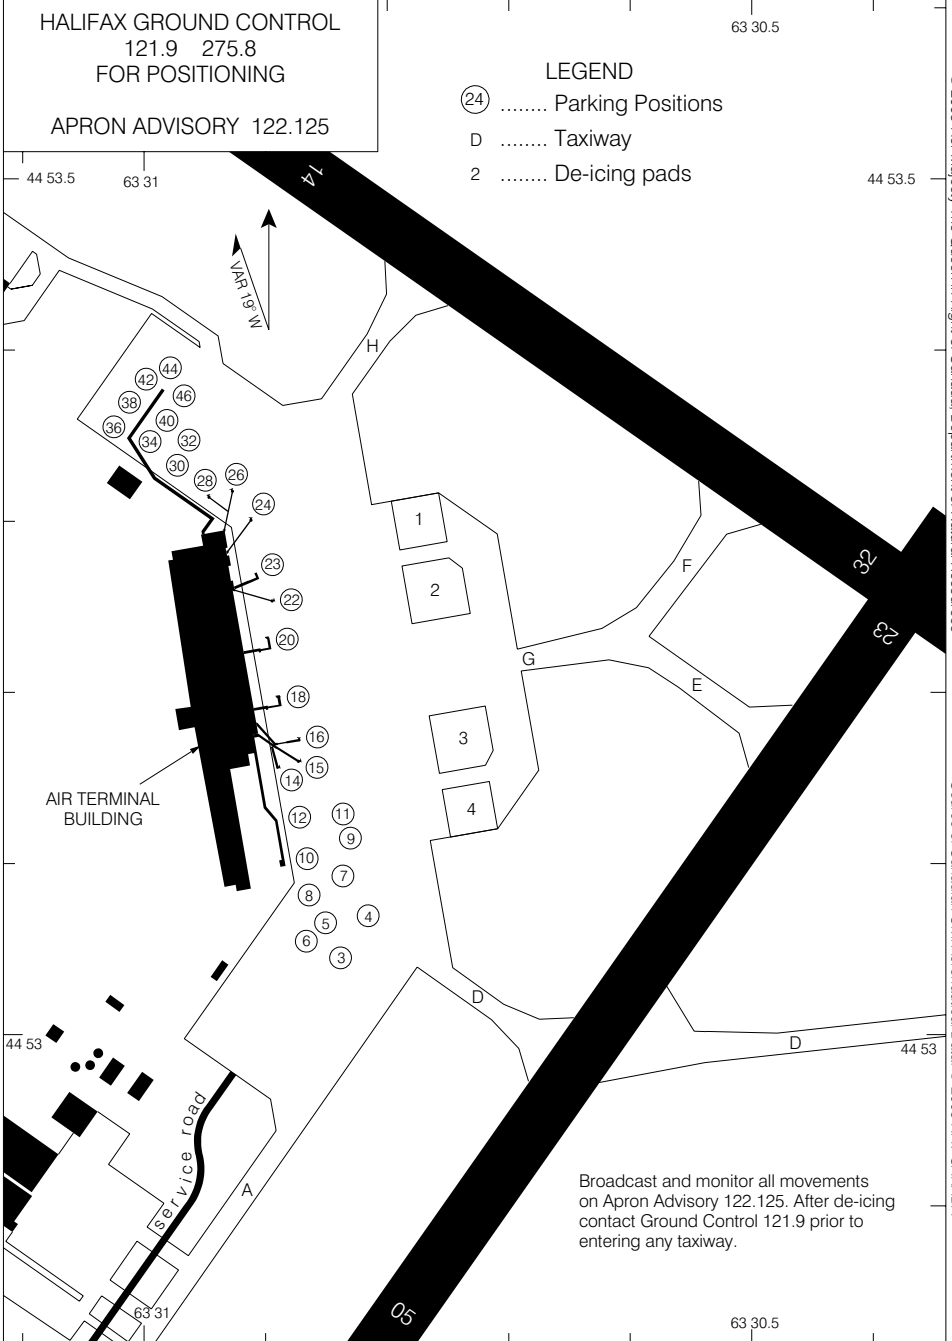 HALIFAX GROUND CONTROL
121.9 275.8
FOR POSITIONING
APRON ADVISORY 122.125
63 30.5
LEGEND
24 ........ Parking Positions
D ........ Taxiway
2 ........ De-icing pads
44 53.5
63 31
44 53.5
14
VAR 19° W
H
44
42
46
38
40
36
34
32
30
28
26
24
1
23
2
22
F
32
23
20
G
E
18
16
3
15
14
AIR TERMINAL
BUILDING
4
12
11
9
10
7
8
5
4
6
3
D
D
44 53
44 53
service road
A
Broadcast and monitor all movements
on Apron Advisory 122.125. After de-icing
contact Ground Control 121.9 prior to
entering any taxiway.
05
63 31
63 30.5